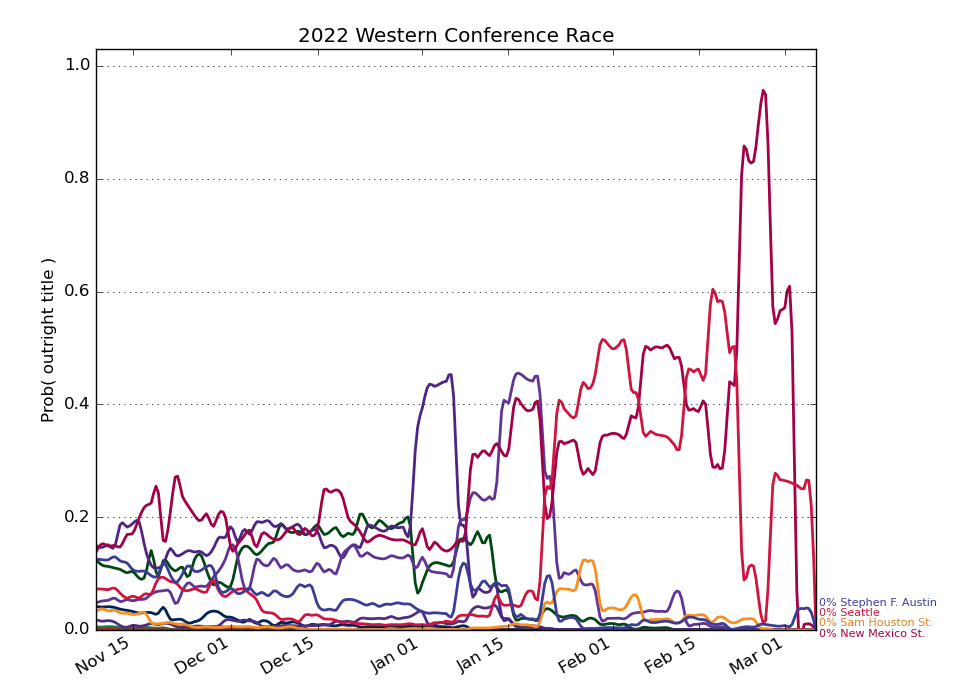 2022 Western Conference Race
Prob( outright title )
1.0
0.8
0.6
0.4
0.2
0.0
Nov 15
Dec 01
Dec 15
Jan 01
Jan 15
Feb 01
Feb 15
Mar 01
0% Stephen F. Austin
0% Seattle
0% Sam Houston St.
0% New Mexico St.